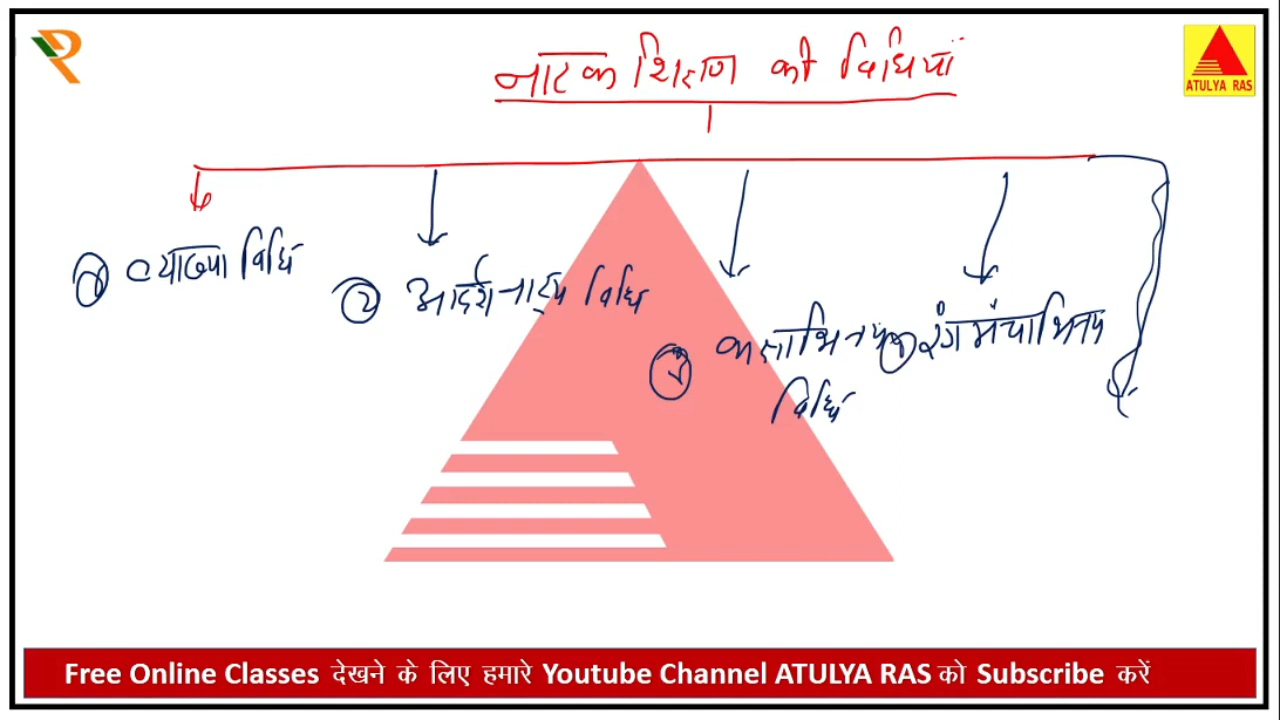 नाटक शिक्षण की विधियाँ
ATULYA RAS
① व्याख्या विधि
② आदर्श नाट्य विधि
③ कक्षाभिनय
विधि
④ रंगमंचाभिनय
Free Online Classes देखने के लिए हमारे Youtube Channel ATULYA RAS को Subscribe करें